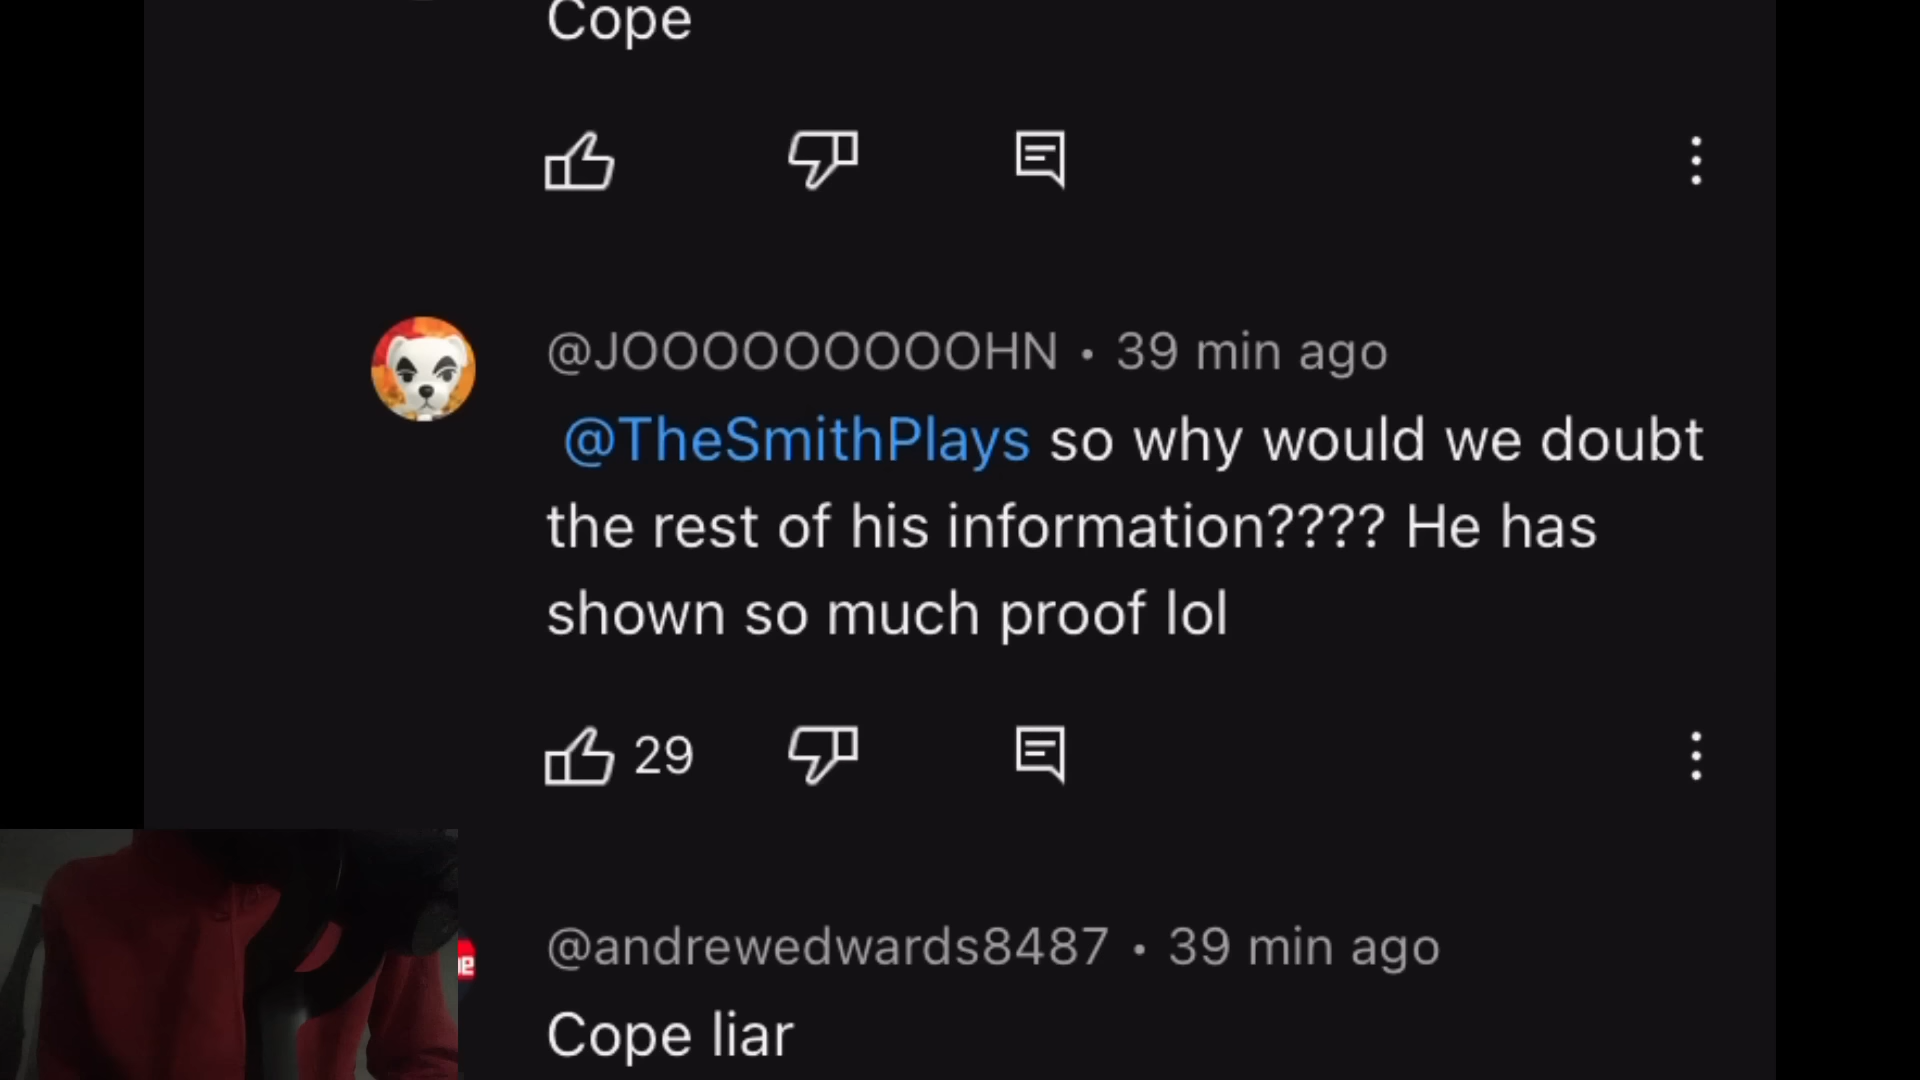 Cope
@JOOOOOOOOOHN • 39 min ago
@TheSmithPlays so why would we doubt
the rest of his information???? He has
shown so much proof lol
29
@andrewedwards8487 • 39 min ago
Cope liar